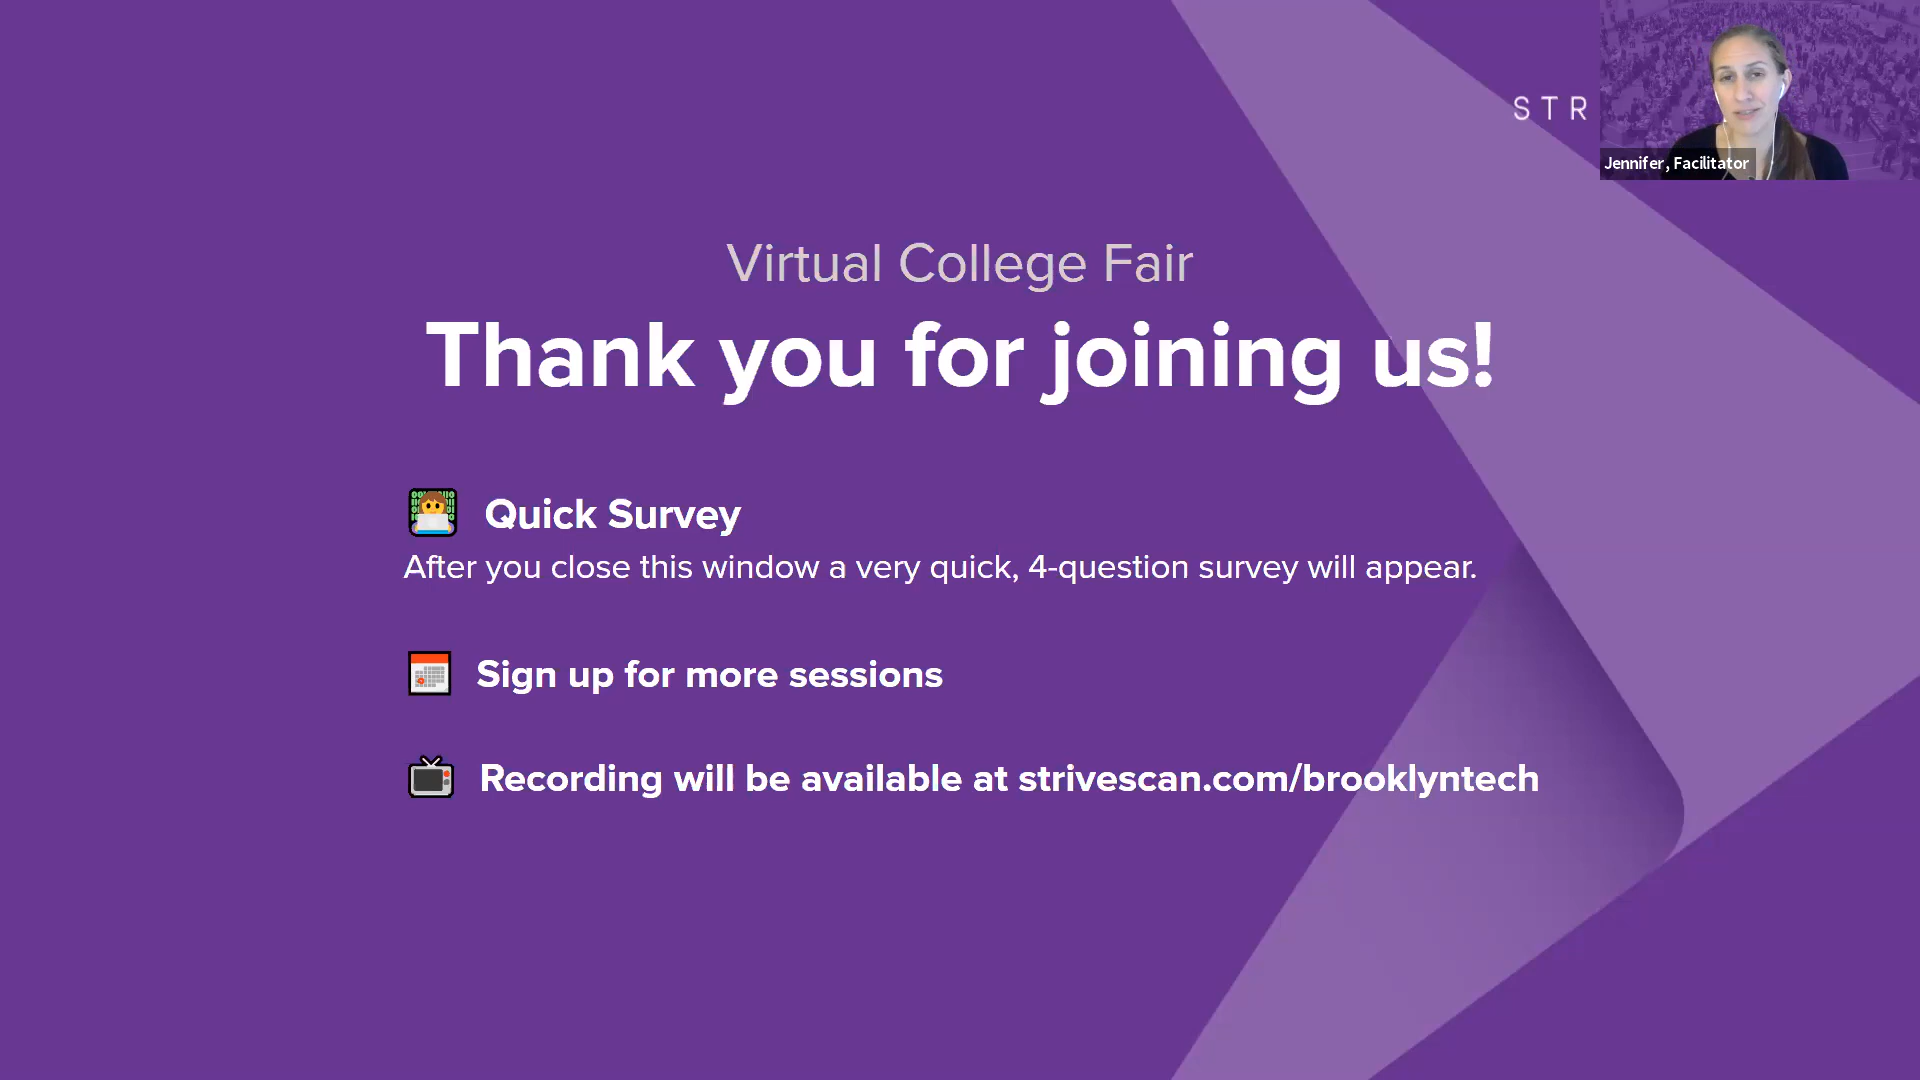 STR
Jennifer, Facilitator
Virtual College Fair
Thank you for joining us!
Quick Survey
After you close this window a very quick, 4-question survey will appear.
Sign up for more sessions
Recording will be available at strivescan.com/brooklyntech